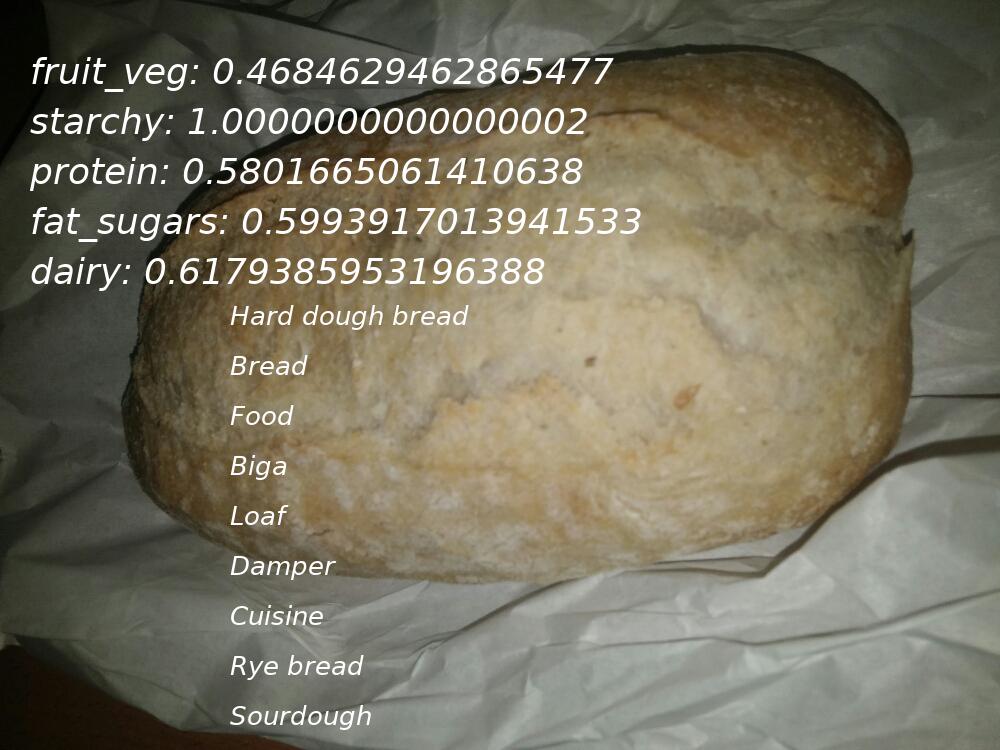 fruit_veg: 0.4684629462865477
starchy: 1.0000000000000002
protein: 0.5801665061410638
fat_sugars: 0.5993917013941533
dairy: 0.6179385953196388
Hard dough bread
Bread
Food
Biga
Loaf
Damper
Cuisine
Rye bread
Sourdough